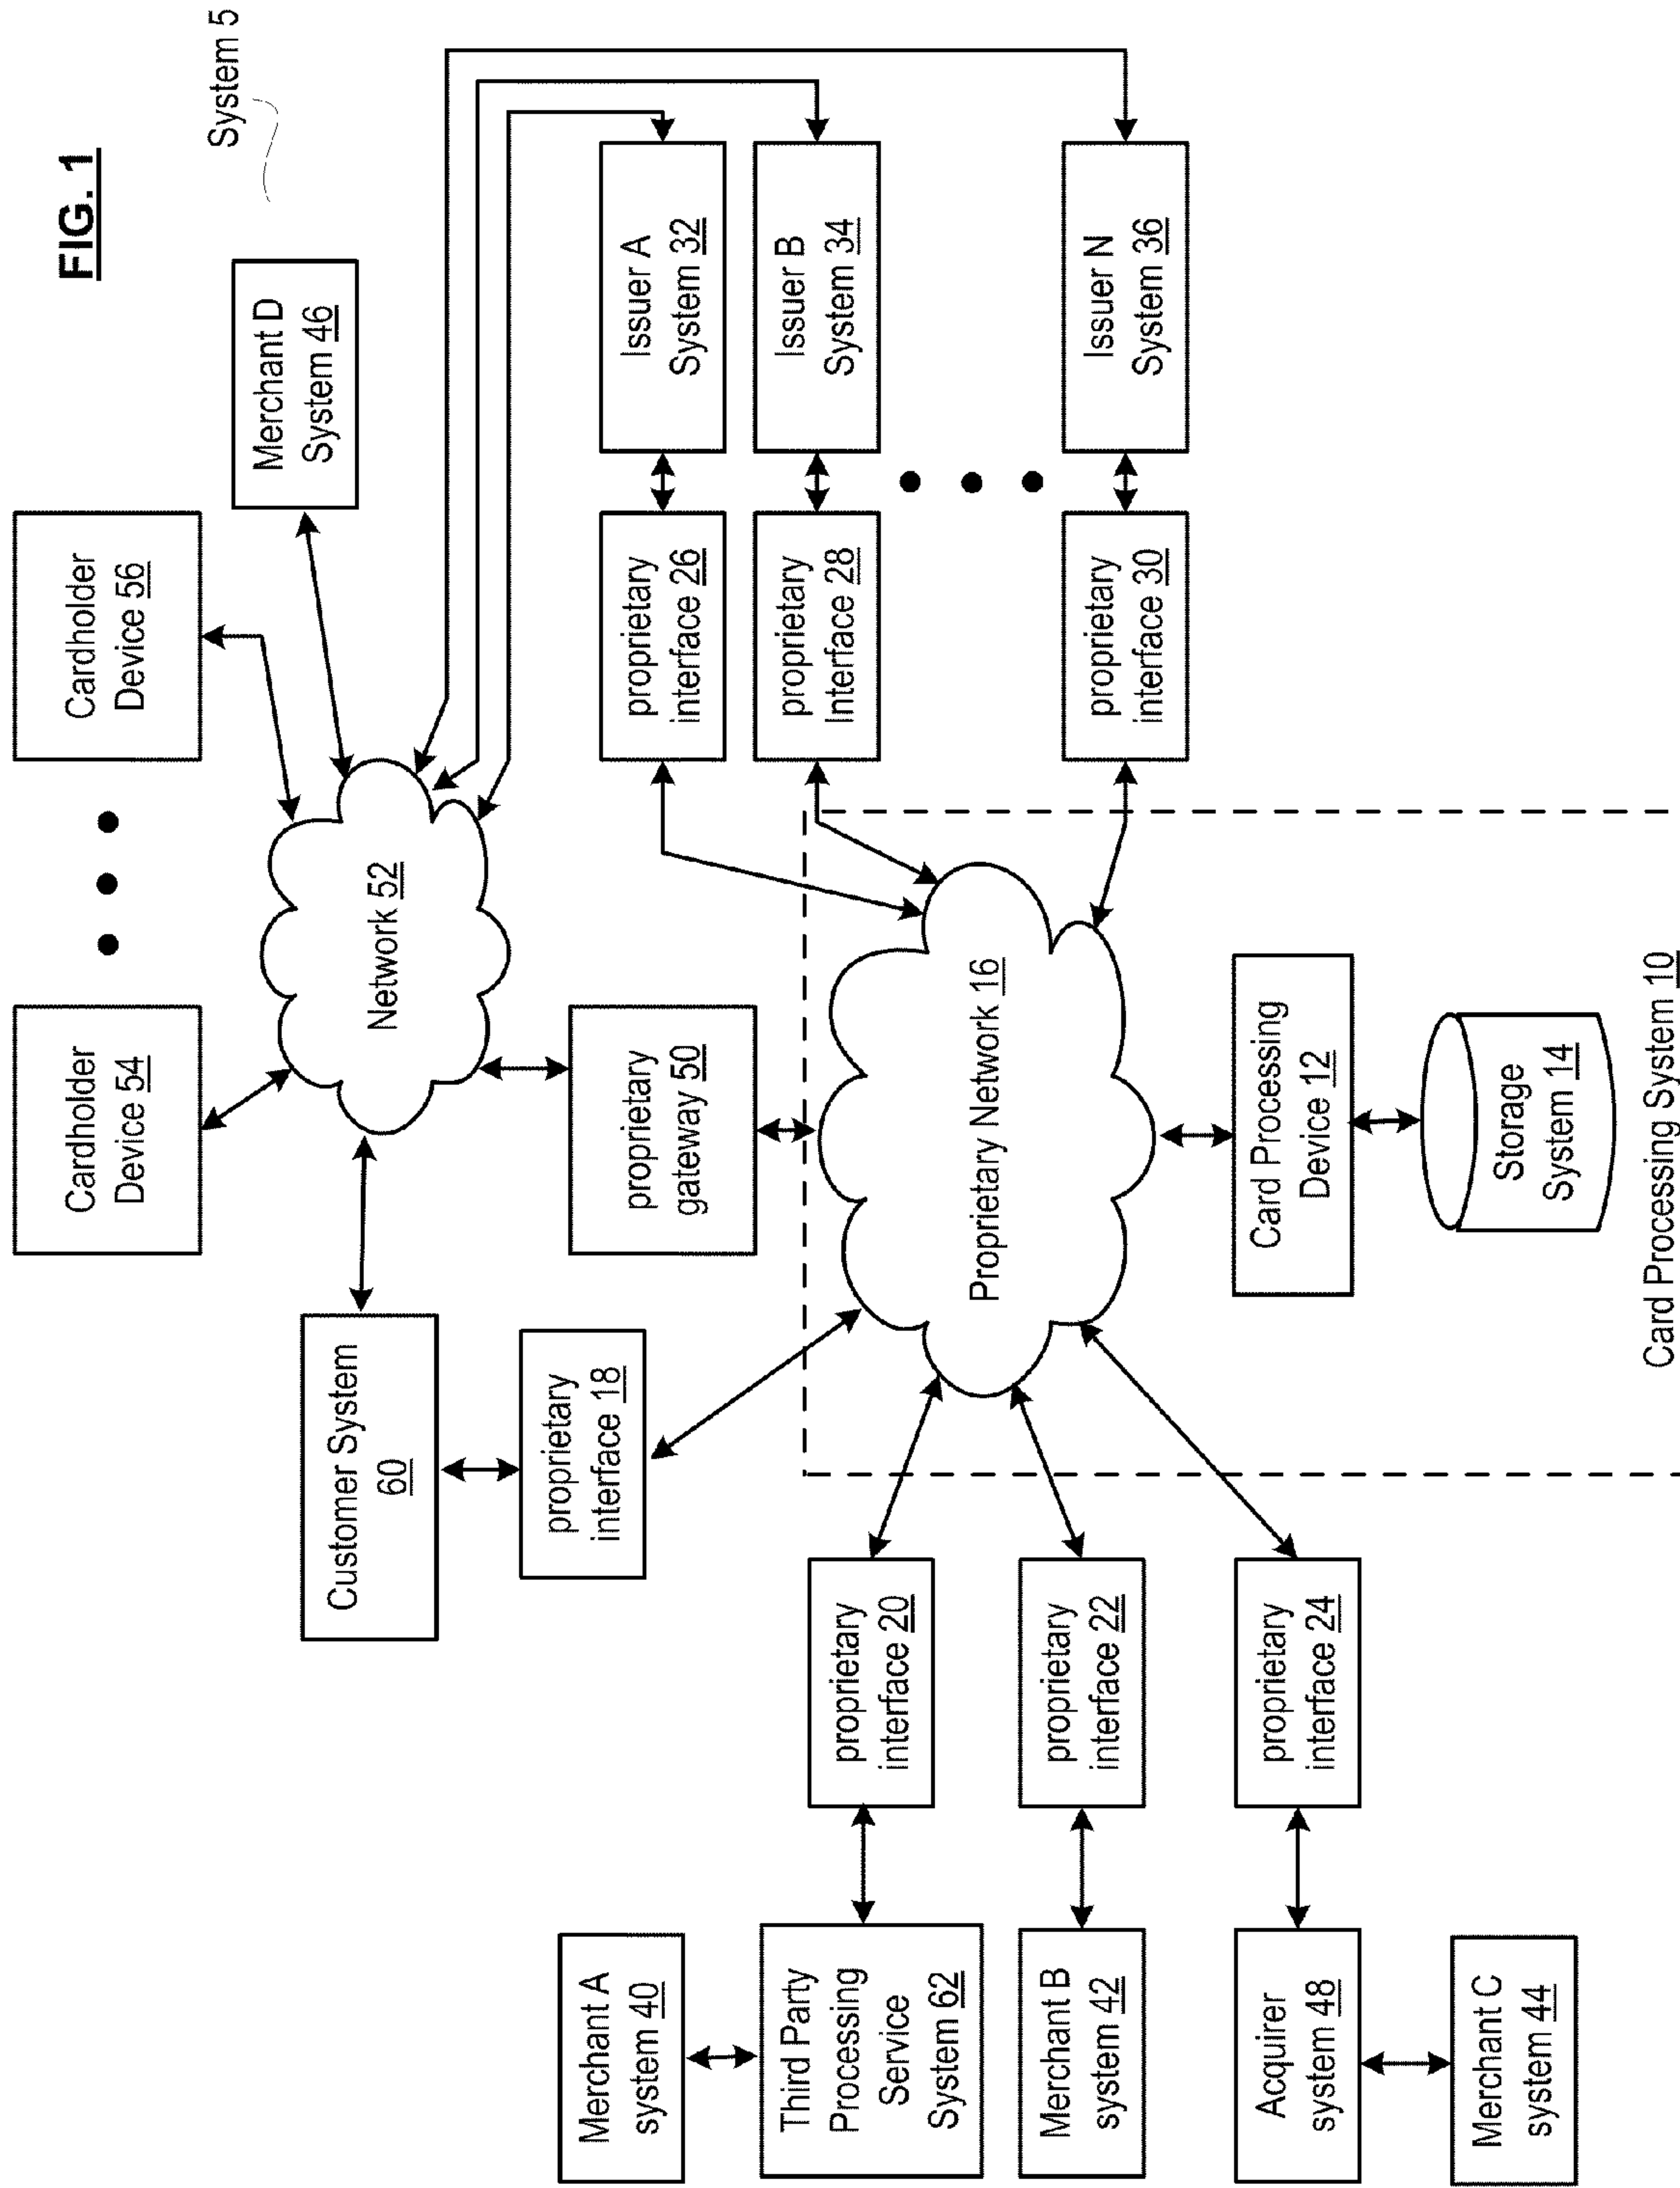 FIG. 1
System 5
Cardholder
Device 54
Cardholder
Device 56
Merchant D
System 46
Network 52
Customer System
60
proprietary
interface 18
proprietary
gateway 50
Issuer A
System 32
proprietary
interface 26
Issuer B
System 34
proprietary
Interface 28
Issuer N
System 36
proprietary
interface 30
Merchant A
system 40
Third Party
Processing
Service
System 62
proprietary
interface 20
Merchant B
system 42
proprietary
interface 22
Acquirer
system 48
proprietary
interface 24
Merchant C
system 44
Proprietary Network 16
Card Processing
Device 12
Storage
System 14
Card Processing System 10